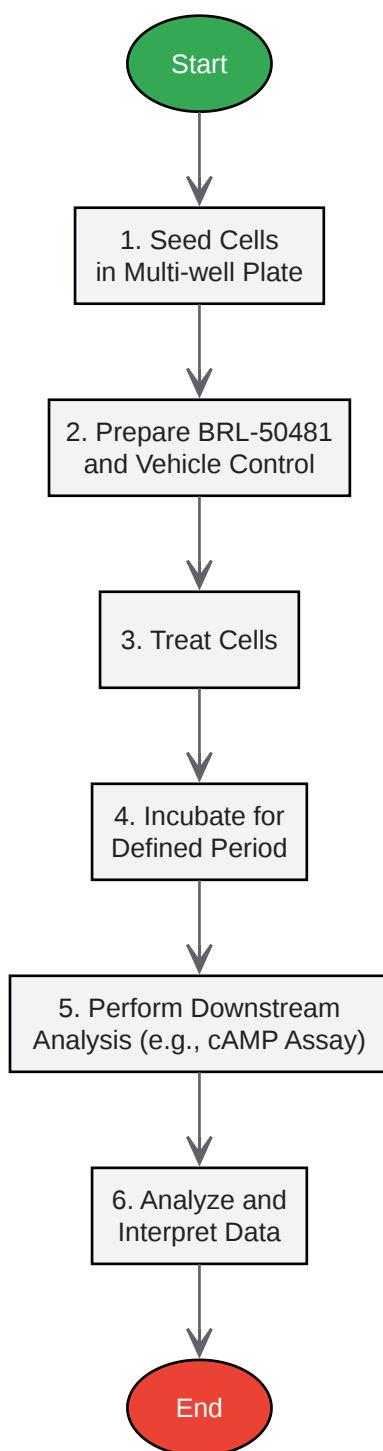 Start
1. Seed Cells
in Multi-well Plate
2. Prepare BRL-50481
and Vehicle Control
3. Treat Cells
4. Incubate for
Defined Period
5. Perform Downstream
Analysis (e.g., cAMP Assay)
6. Analyze and
Interpret Data
End